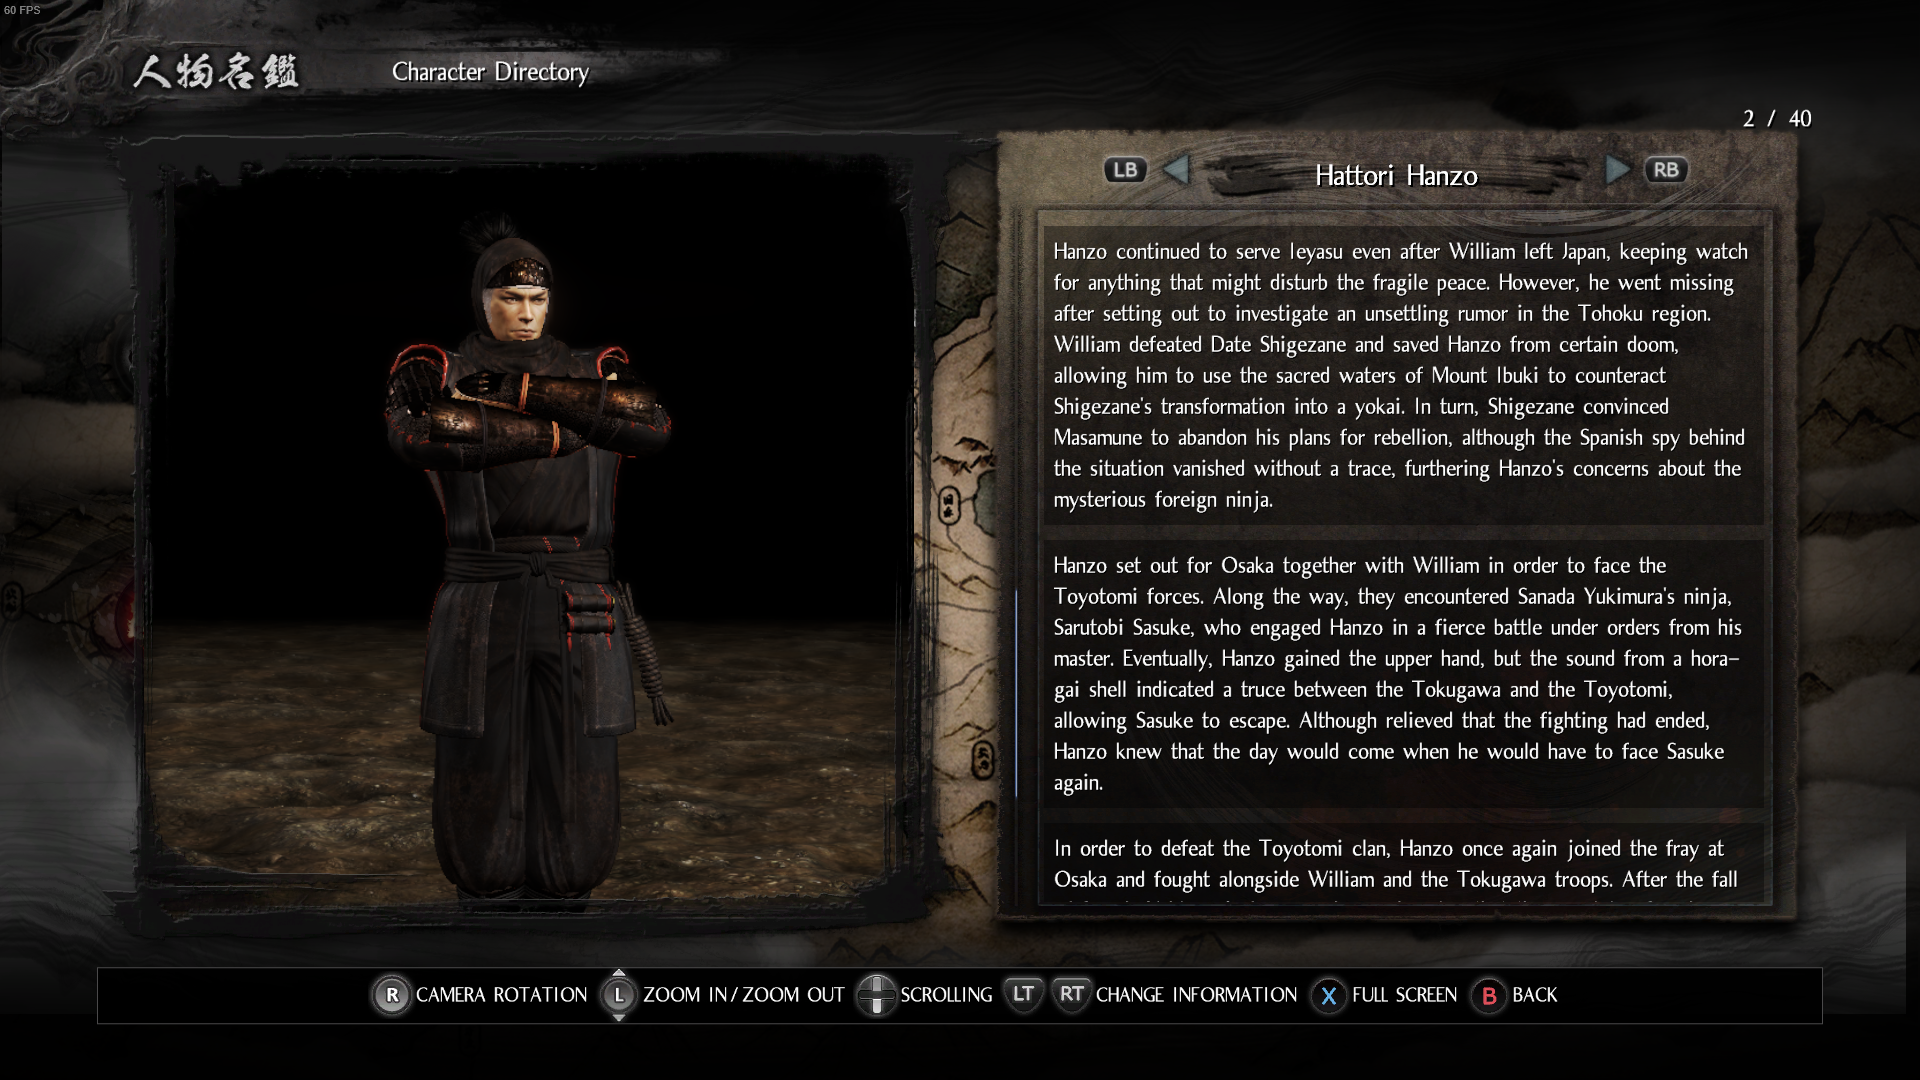 60 FPS
人物名鑑
Character Directory
2 / 40
LB
Hattori Hanzo
RB
Hanzo continued to serve Ieyasu even after William left Japan, keeping watch
for anything that might disturb the fragile peace. However, he went missing
after setting out to investigate an unsettling rumor in the Tohoku region.
William defeated Date Shigezane and saved Hanzo from certain doom,
allowing him to use the sacred waters of Mount Ibuki to counteract
Shigezane's transformation into a yokai. In turn, Shigezane convinced
Masamune to abandon his plans for rebellion, although the Spanish spy behind
the situation vanished without a trace, furthering Hanzo's concerns about the
mysterious foreign ninja.
Hanzo set out for Osaka together with William in order to face the
Toyotomi forces. Along the way, they encountered Sanada Yukimura's ninja,
Sarutobi Sasuke, who engaged Hanzo in a fierce battle under orders from his
master. Eventually, Hanzo gained the upper hand, but the sound from a hora-
gai shell indicated a truce between the Tokugawa and the Toyotomi,
allowing Sasuke to escape. Although relieved that the fighting had ended,
Hanzo knew that the day would come when he would have to face Sasuke
again.
In order to defeat the Toyotomi clan, Hanzo once again joined the fray at
Osaka and fought alongside William and the Tokugawa troops. After the fall
R CAMERA ROTATION L ZOOM IN/ZOOM OUT SCROLLING LT RT CHANGE INFORMATION X FULL SCREEN B BACK